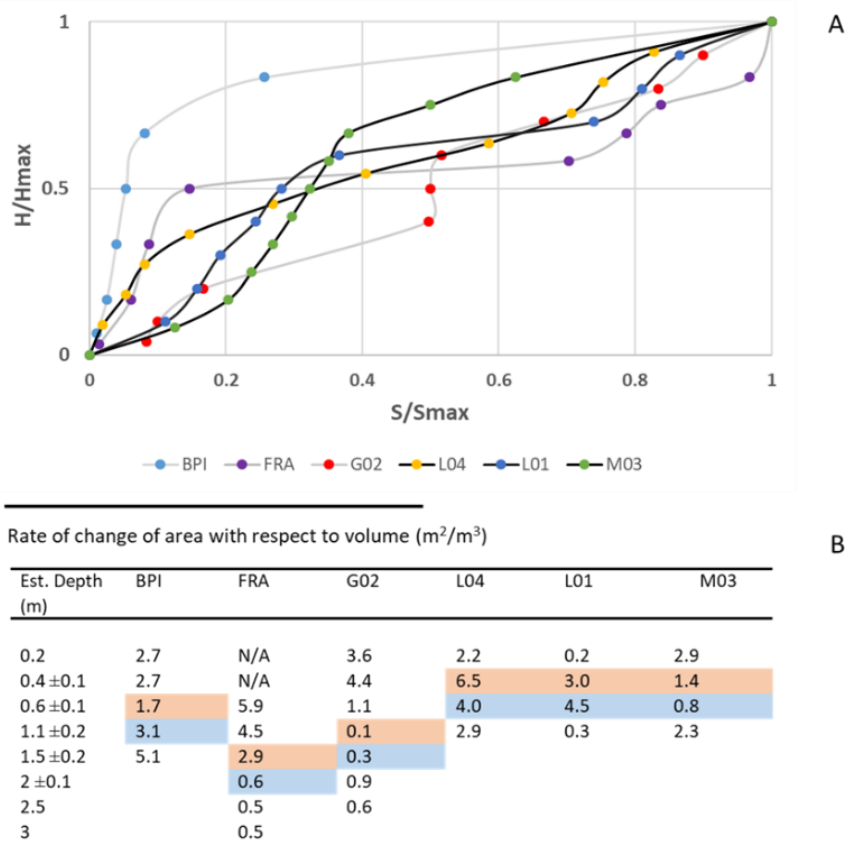 A
1
0.5
0
H/Hmax
0 0.2 0.4 0.6 0.8 1
S/Smax
BPI FRA G02 L04 L01 M03
Rate of change of area with respect to volume (m²/m³)
B
Est. Depth (m) BPI FRA G02 L04 L01 M03
0.2 2.7 N/A 3.6 2.2 0.2 2.9
0.4 ±0.1 2.7 N/A 4.4 6.5 3.0 1.4
0.6 ±0.1 1.7 5.9 1.1 4.0 4.5 0.8
1.1 ±0.2 3.1 4.5 0.1 2.9 0.3 2.3
1.5 ±0.2 5.1 2.9 0.3
2 ±0.1 0.6 0.9
2.5 0.5 0.6
3 0.5